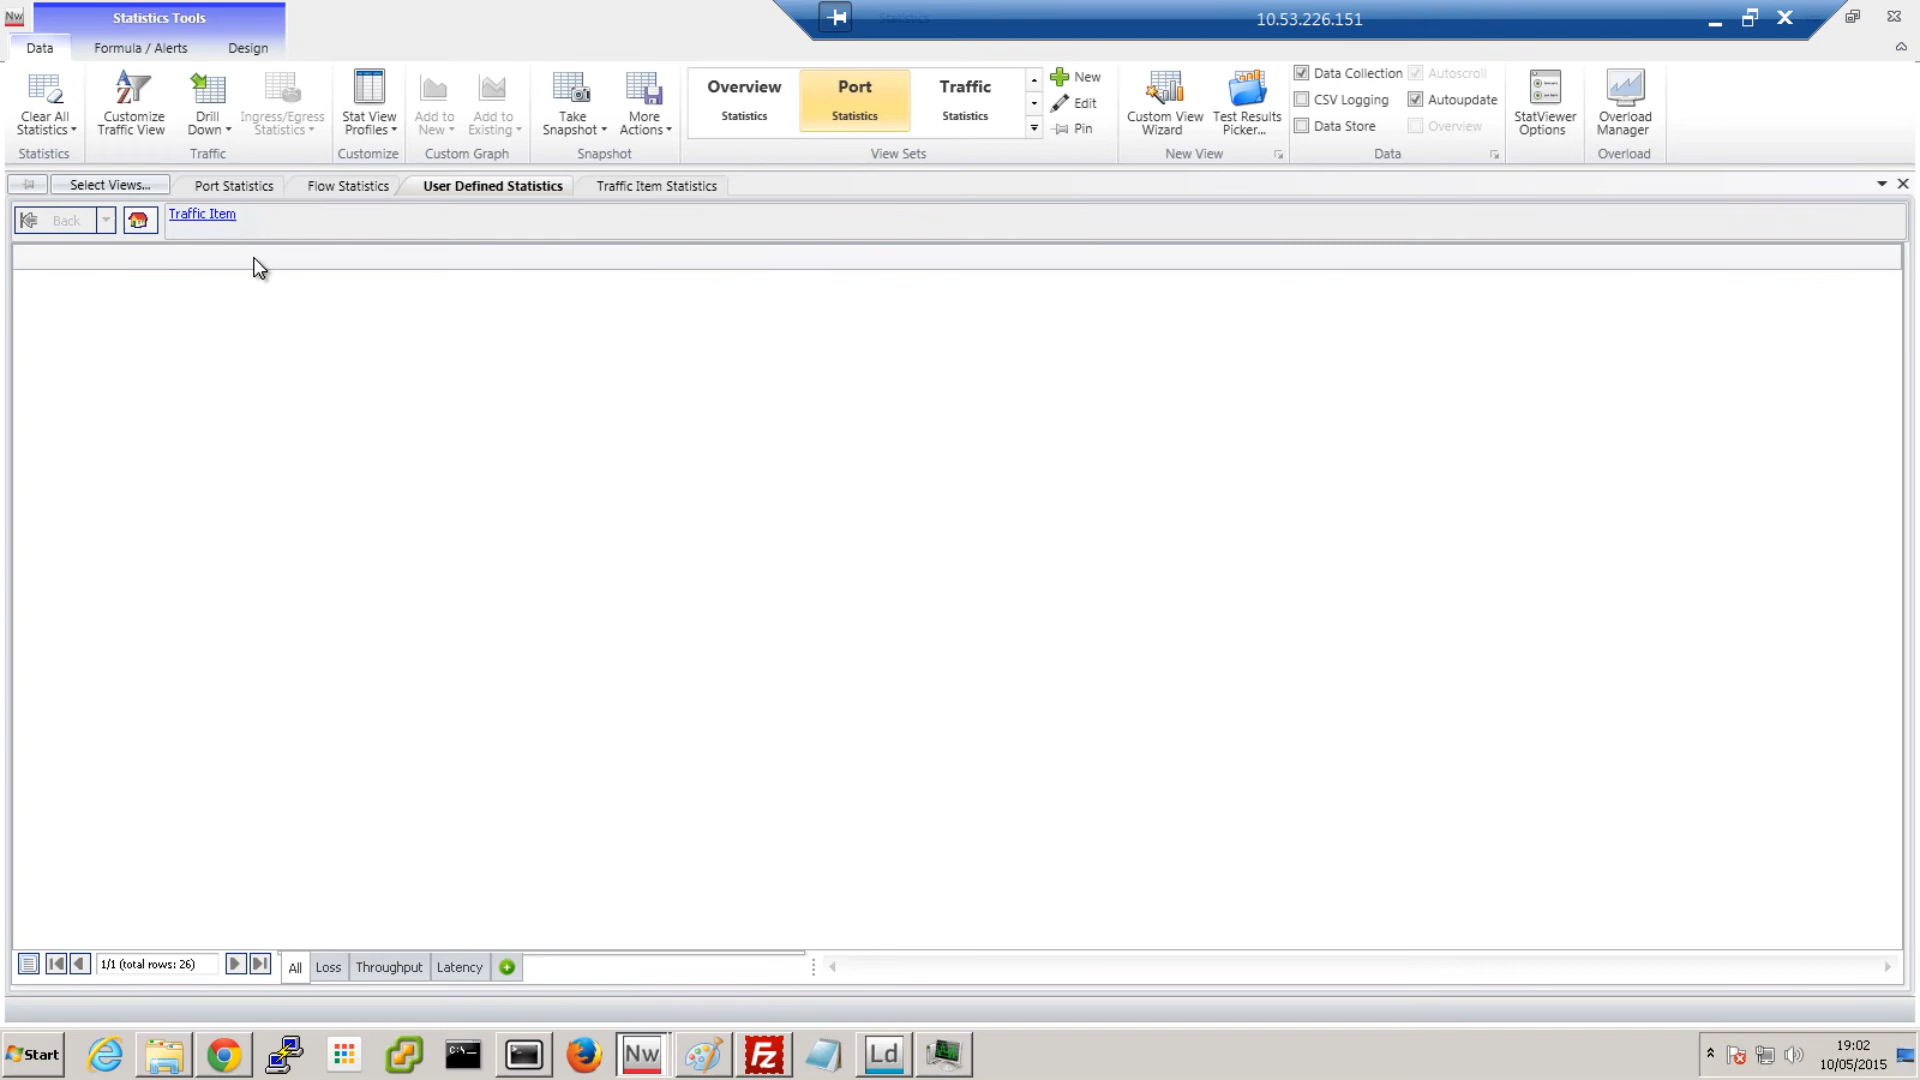 Nw
Statistics Tools
10.53.226.151
Data
Formula / Alerts
Design
Clear All Statistics
Customize Traffic View
Drill Down
Ingress/Egress Statistics
Stat View Profiles
Add to New
Add to Existing
Take Snapshot
More Actions
Overview Statistics
Port Statistics
Traffic Statistics
New
Edit
Pin
Custom View Wizard
Test Results Picker...
Data Collection
Autoscroll
CSV Logging
Autoupdate
Data Store
Overview
StatViewer Options
Overload Manager
Statistics
Traffic
Customize
Custom Graph
Snapshot
View Sets
New View
Data
Overload
Select Views...
Port Statistics
Flow Statistics
User Defined Statistics
Traffic Item Statistics
Back
Traffic Item
1/1 (total rows: 26)
All
Loss
Throughput
Latency
Start
C:\_
Nw
FZ
Ld
19:02
10/05/2015